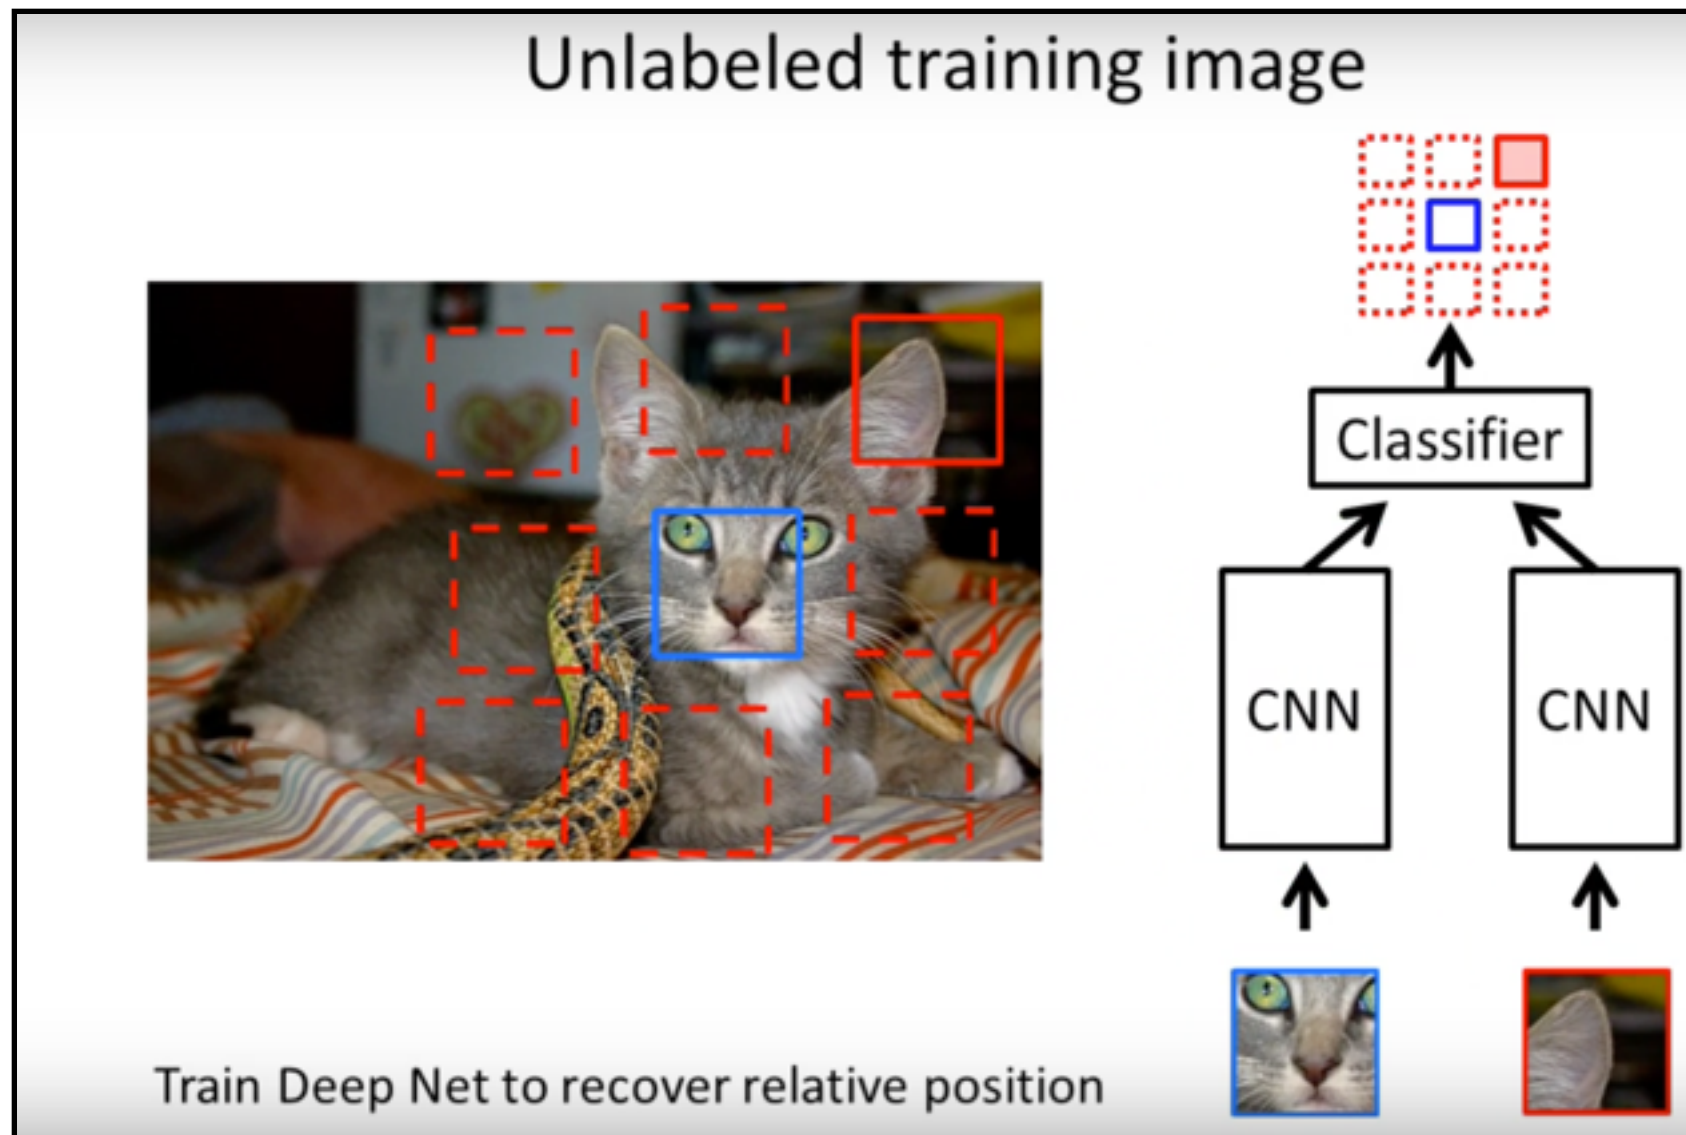 Unlabeled training image
Classifier
CNN
CNN
Train Deep Net to recover relative position